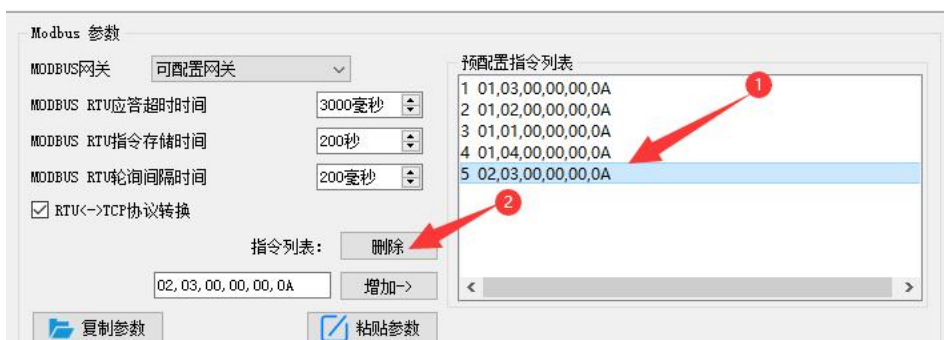 Modbus 参数
MODBUS网关 可配置网关
MODBUS RTU应答超时时间 3000毫秒
MODBUS RTU指令存储时间 200秒
MODBUS RTU轮询间隔时间 200毫秒
RTU<->TCP协议转换
指令列表: 删除
02,03,00,00,00,0A 增加->
复制参数 粘贴参数
预配置指令列表
1 01,03,00,00,00,0A
2 01,02,00,00,00,0A
3 01,01,00,00,00,0A
4 01,04,00,00,00,0A
5 02,03,00,00,00,0A
1
2